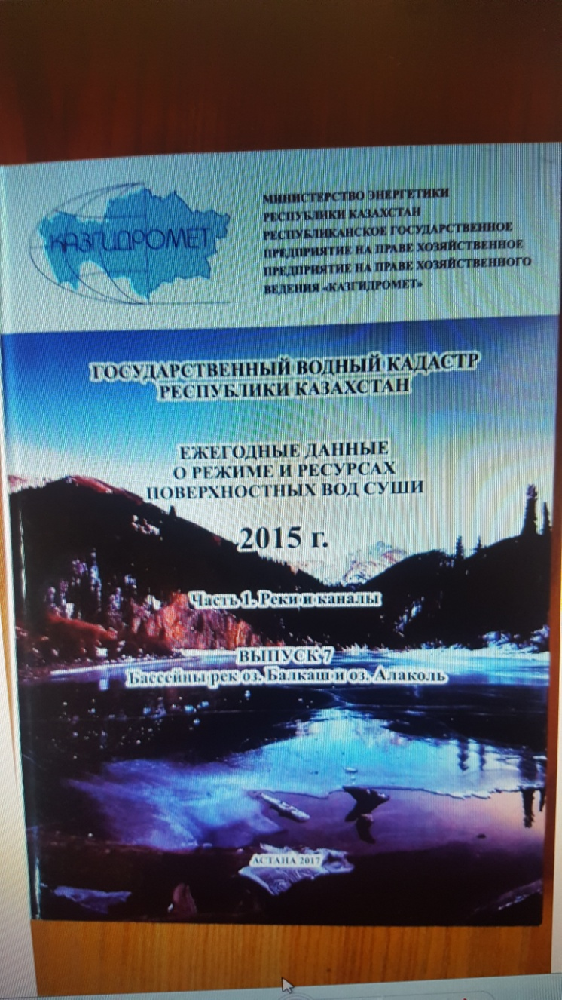 КАЗГИДРОМЕТ
МИНИСТЕРСТВО ЭНЕРГЕТИКИ
РЕСПУБЛИКИ КАЗАХСТАН
РЕСПУБЛИКАНСКОЕ ГОСУДАРСТВЕННОЕ
ПРЕДПРИЯТИЕ НА ПРАВЕ ХОЗЯЙСТВЕННОЕ
ПРЕДПРИЯТИЕ НА ПРАВЕ ХОЗЯЙСТВЕННОГО
ВЕДЕНИЯ «КАЗГИДРОМЕТ»
ГОСУДАРСТВЕННЫЙ ВОДНЫЙ КАДАСТР
РЕСПУБЛИКИ КАЗАХСТАН
ЕЖЕГОДНЫЕ ДАННЫЕ
О РЕЖИМЕ И РЕСУРСАХ
ПОВЕРХНОСТНЫХ ВОД СУШИ
2015 г.
Часть 1. Реки и каналы
ВЫПУСК 7
Бассейны рек оз. Балкаш и оз. Алаколь
АСТАНА 2017